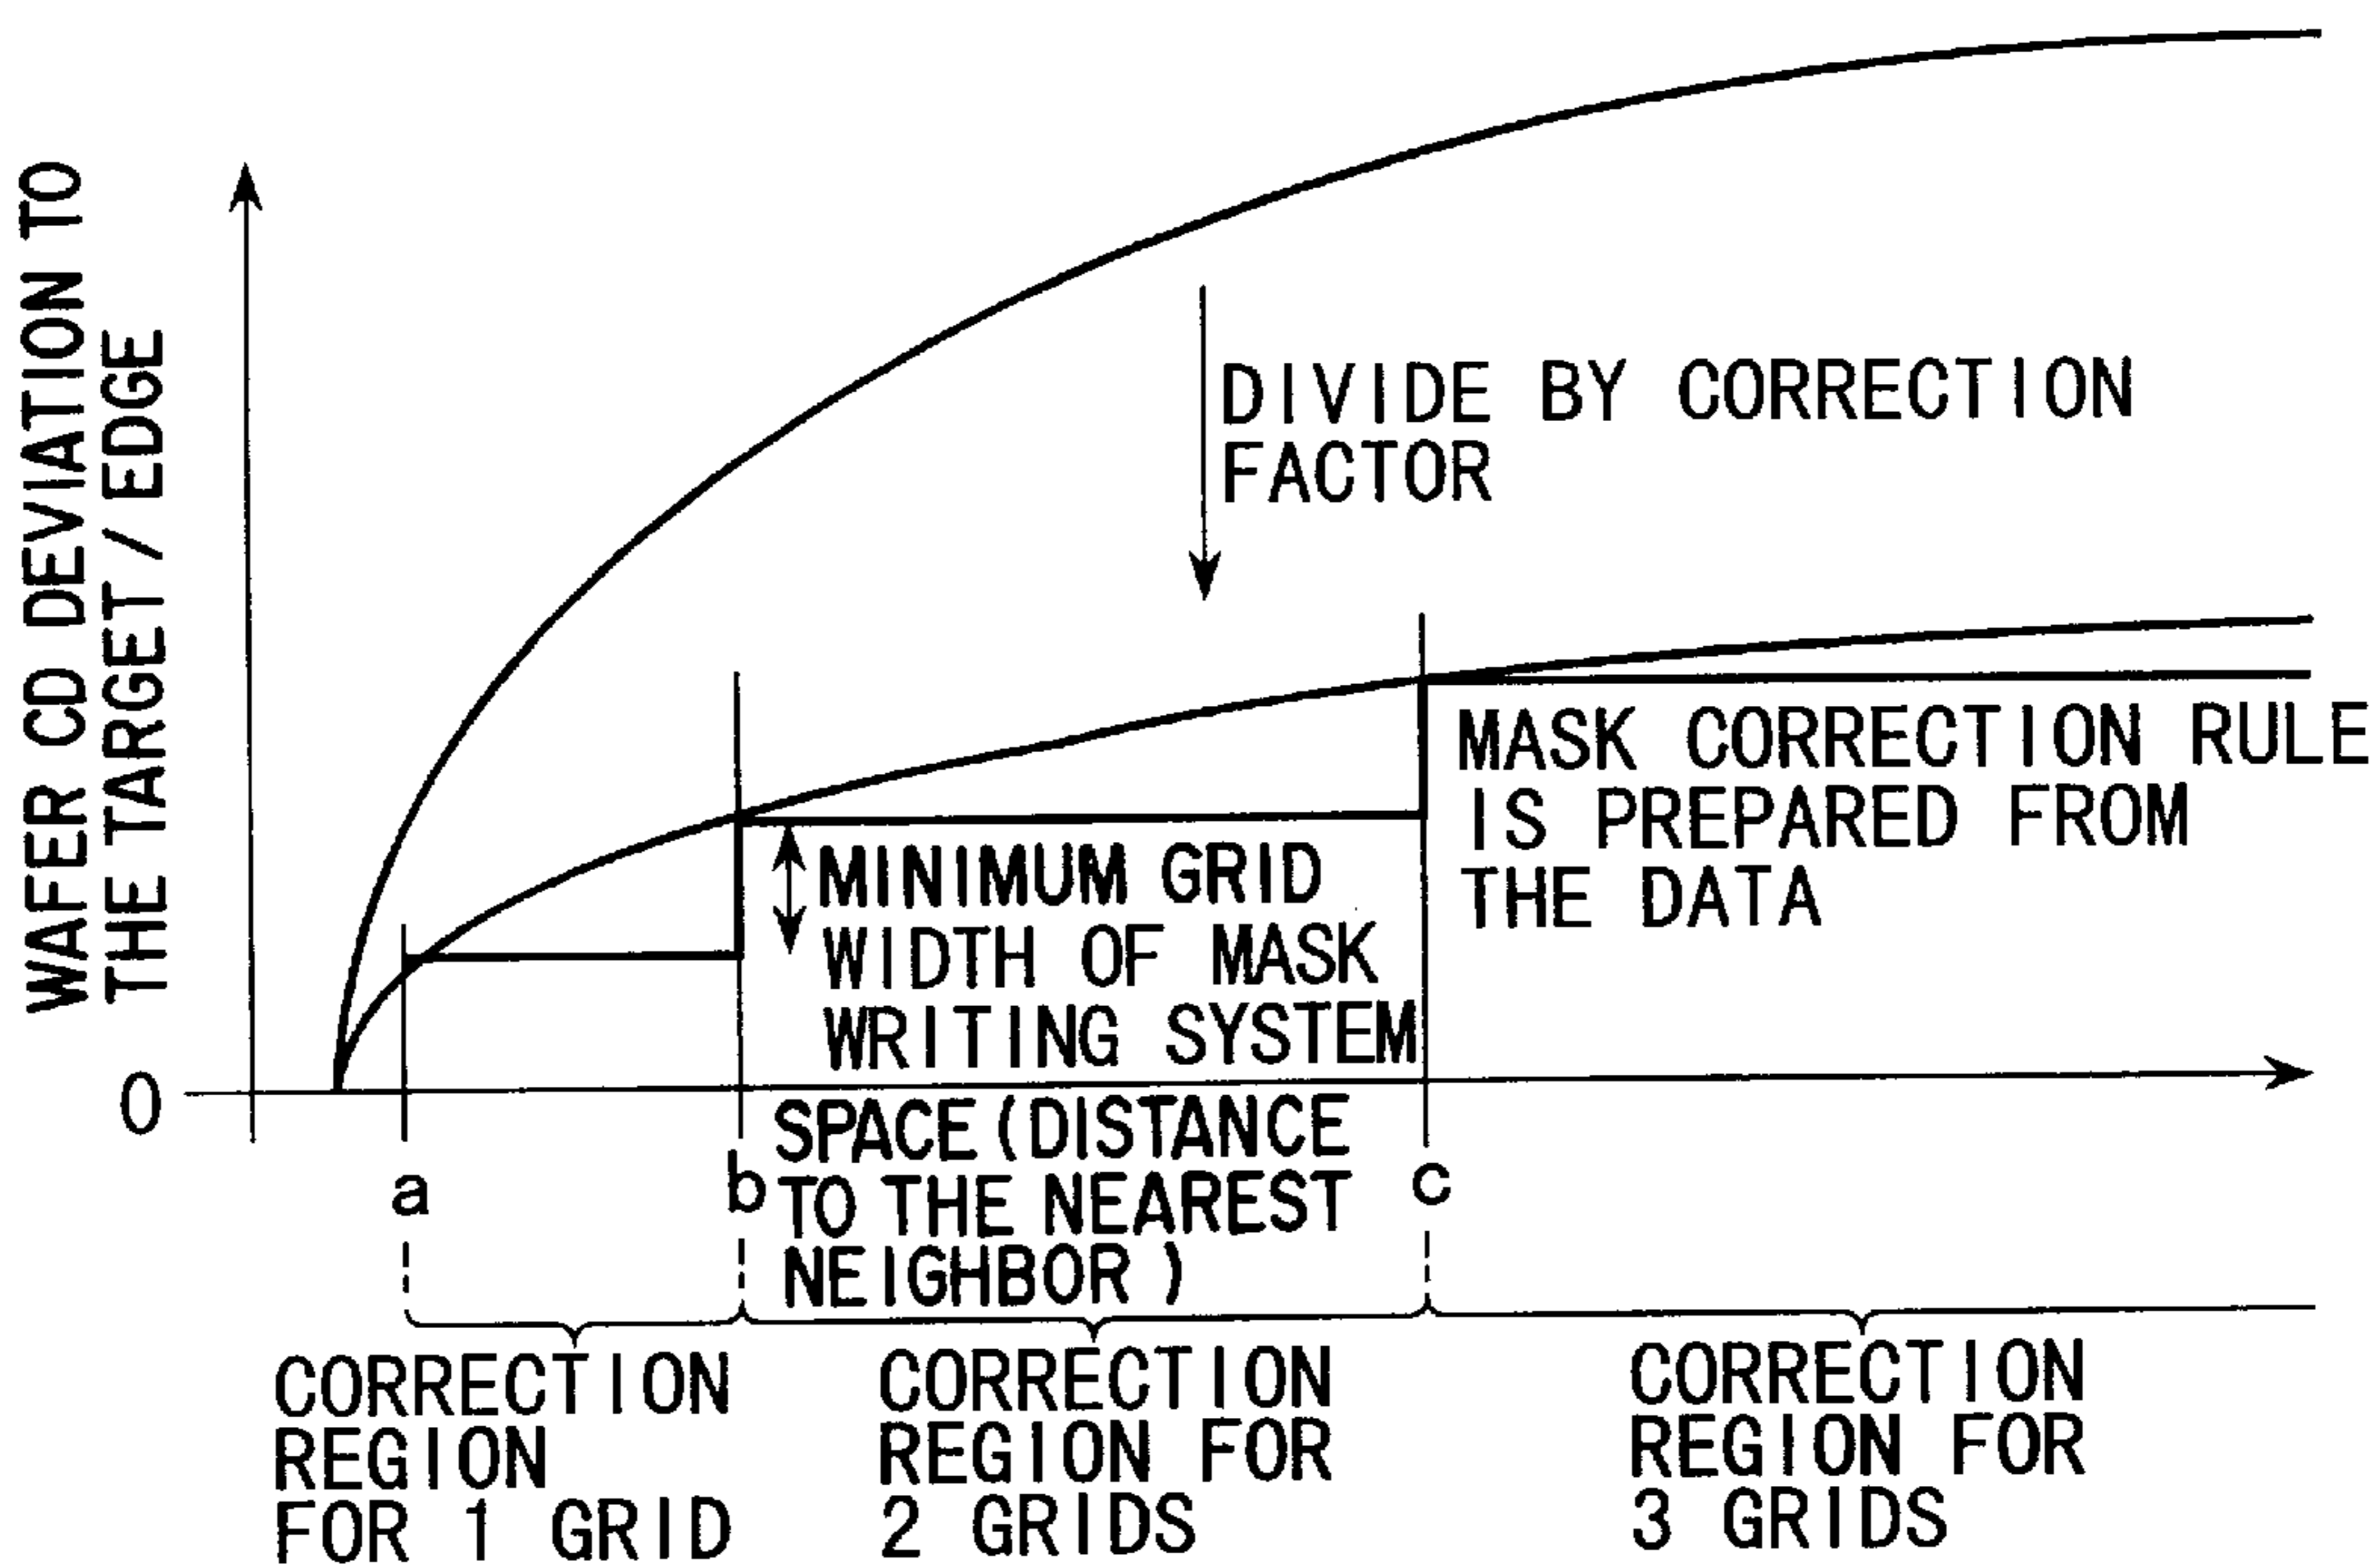 WAFER CD DEVIATION TO
THE TARGET/EDGE
DIVIDE BY CORRECTION
FACTOR
MASK CORRECTION RULE
IS PREPARED FROM
THE DATA
MINIMUM GRID
WIDTH OF MASK
WRITING SYSTEM
0
SPACE(DISTANCE
TO THE NEAREST
NEIGHBOR)
a
b
c
CORRECTION
REGION
FOR 1 GRID
CORRECTION
REGION FOR
2 GRIDS
CORRECTION
REGION FOR
3 GRIDS